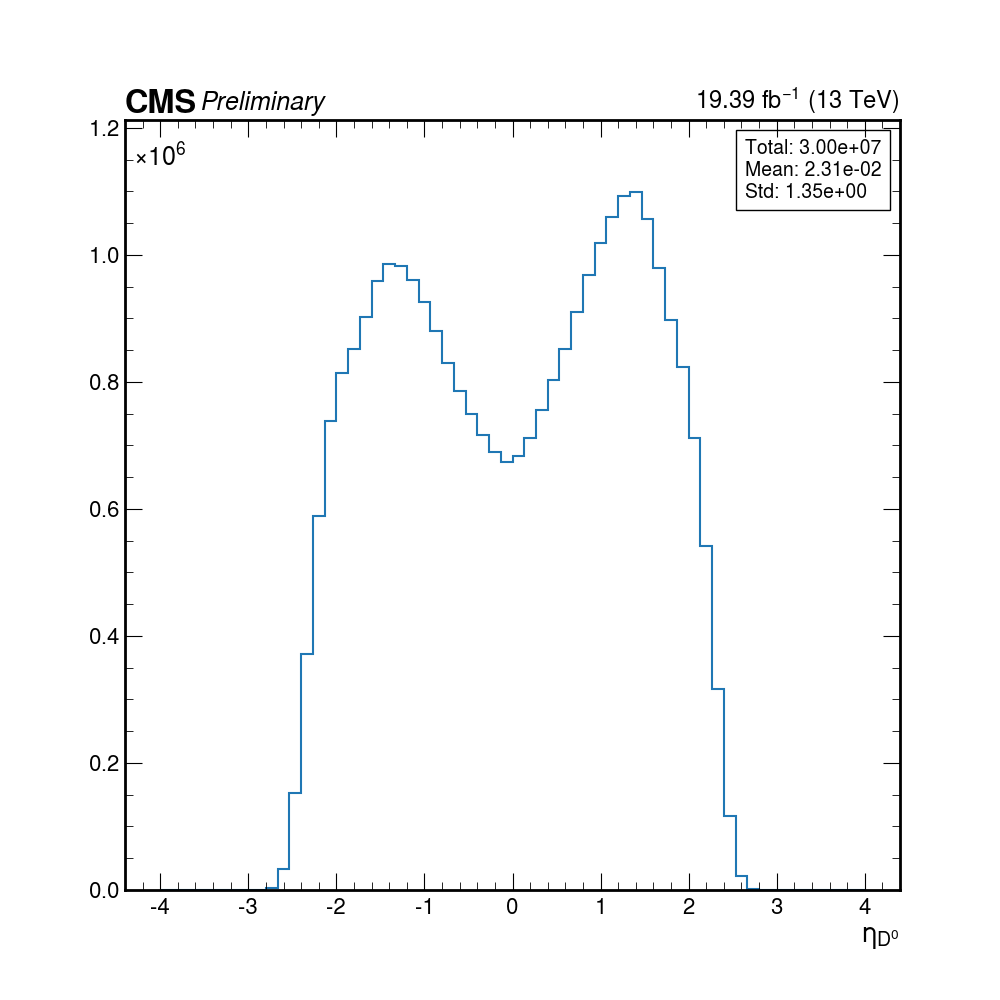 CMS Preliminary 19.39 fb⁻¹ (13 TeV)
×10⁶
Total: 3.00e+07
Mean: 2.31e-02
Std: 1.35e+00
1.2
1.0
0.8
0.6
0.4
0.2
0.0
-4 -3 -2 -1 0 1 2 3 4
η_D⁰